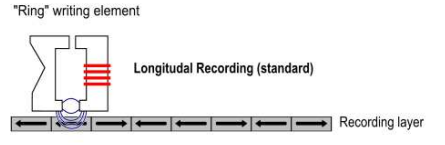 "Ring" writing element
Longitudal Recording (standard)
Recording layer